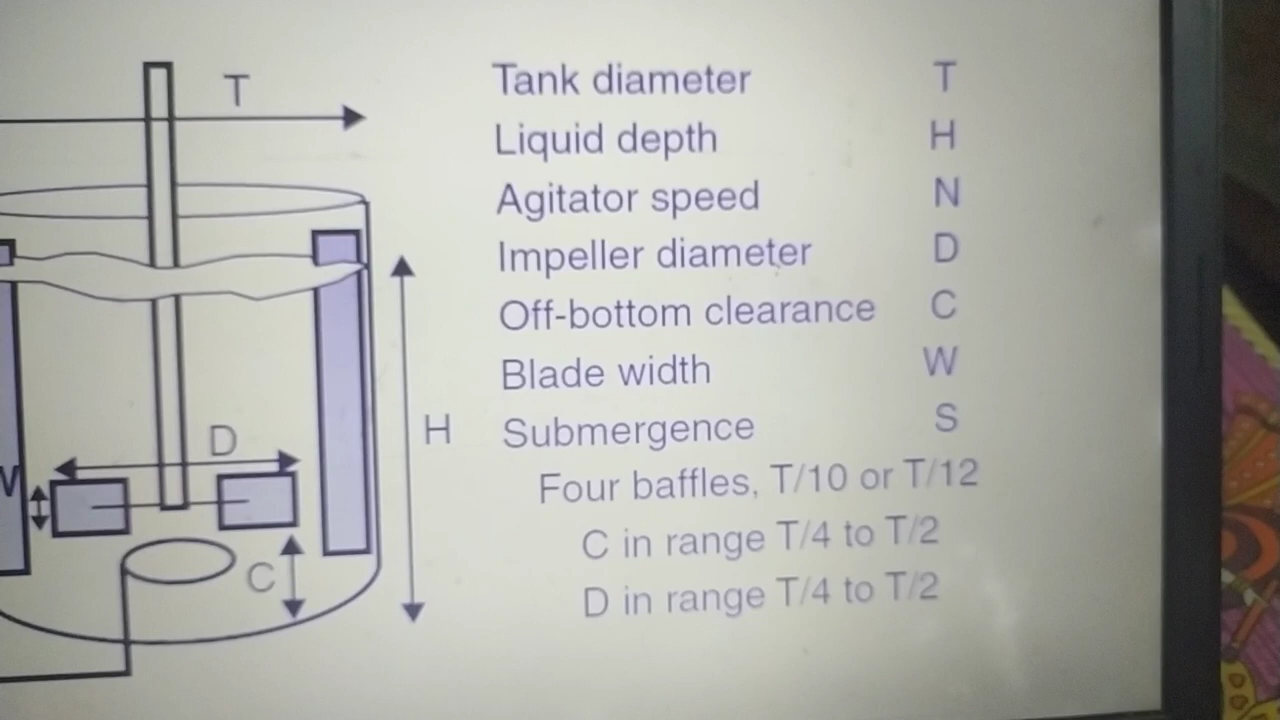 T
Tank diameter T
Liquid depth H
Agitator speed N
Impeller diameter D
Off-bottom clearance C
Blade width W
Submergence S
H
D
Four baffles, T/10 or T/12
C in range T/4 to T/2
C
D in range T/4 to T/2